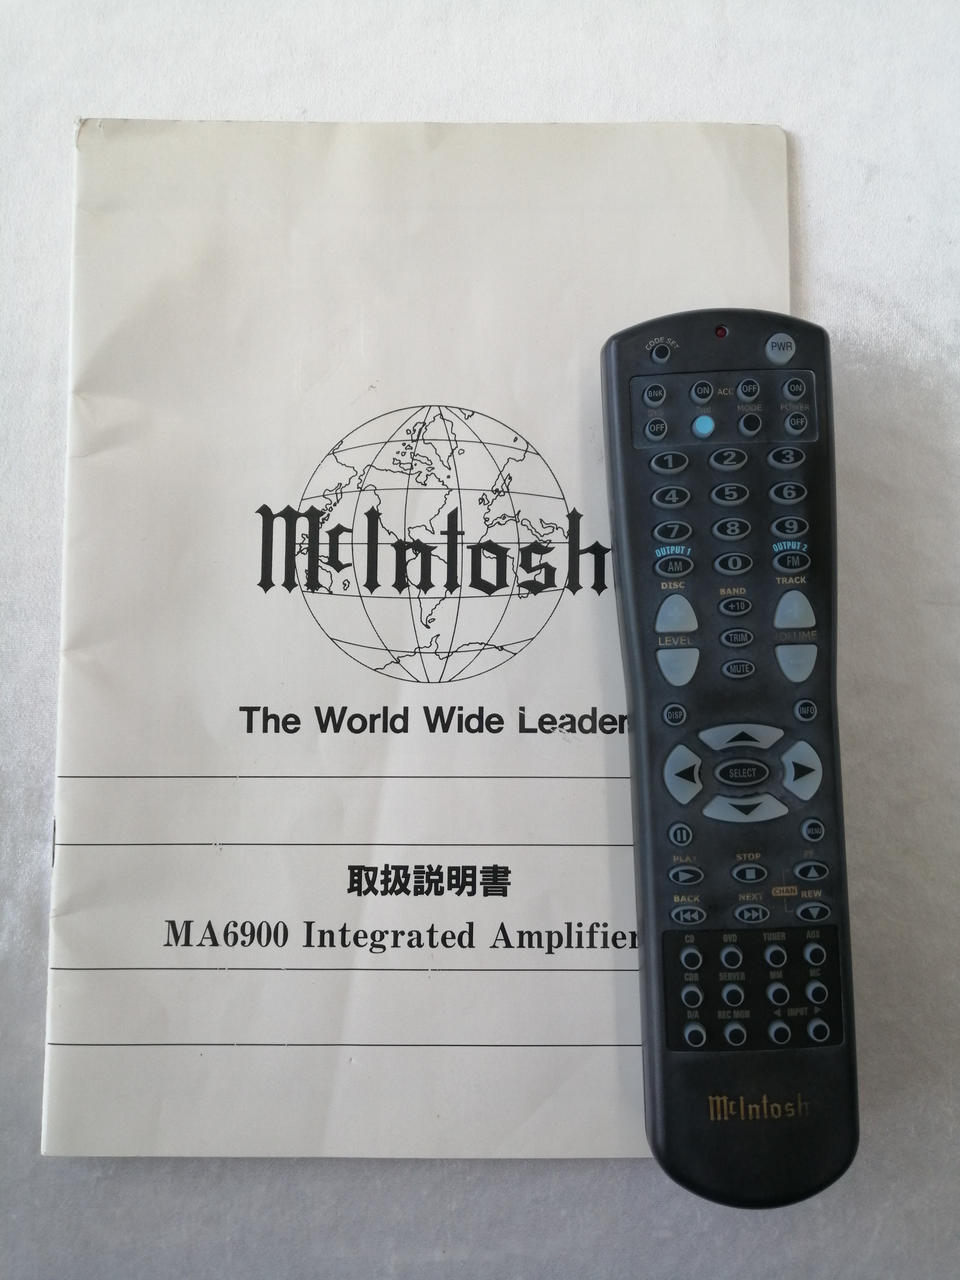 McIntosh
The World Wide Leader
取扱説明書
MA6900 Integrated Amplifier
CODE SET
PWR
BNK ON ACC OFF ON
MODE POWER
OFF OFF
1 2 3
4 5 6
7 8 9
OUTPUT 1 OUTPUT 2
AM 0 FM
DISC BAND TRACK
+10
LEVEL TRIM VOLUME
MUTE
DISP INFO
SELECT
MENU
PLAY STOP
BACK NEXT CHAN REW
CD DVD TUNER AUX
CDR SERVER MM MC
D/A REC MON INPUT
McIntosh